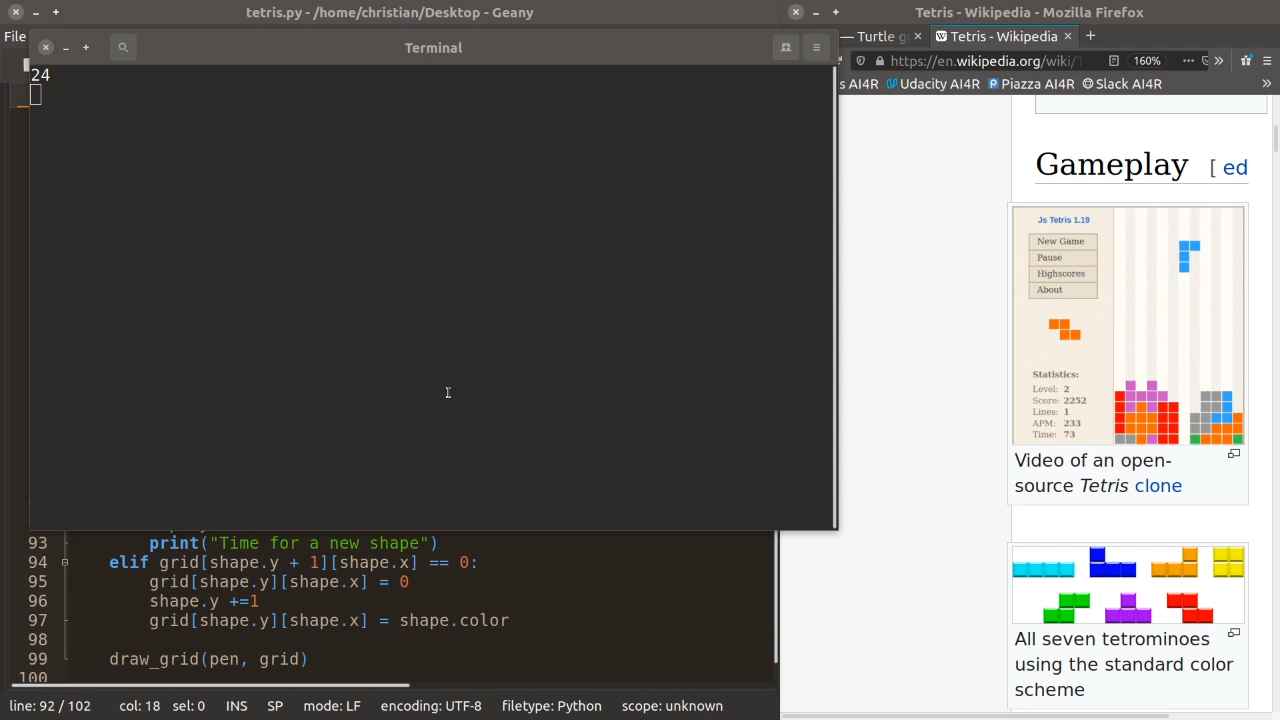 tetris.py - /home/christian/Desktop - Geany
File
Terminal
24
93 print("Time for a new shape")
94 elif grid[shape.y + 1][shape.x] == 0:
95 grid[shape.y][shape.x] = 0
96 shape.y +=1
97 grid[shape.y][shape.x] = shape.color
98
99 draw_grid(pen, grid)
100
line: 92 / 102 col: 18 sel: 0 INS SP mode: LF encoding: UTF-8 filetype: Python scope: unknown
Tetris - Wikipedia - Mozilla Firefox
— Turtle g
Tetris - Wikipedia
https://en.wikipedia.org/wiki/ 160%
s AI4R Udacity AI4R Piazza AI4R Slack AI4R
Gameplay [ ed
Js Tetris 1.19
New Game
Pause
Highscores
About
Statistics:
Level: 2
Score: 2252
Lines: 1
APM: 233
Time: 73
Video of an open-
source Tetris clone
All seven tetrominoes
using the standard color
scheme